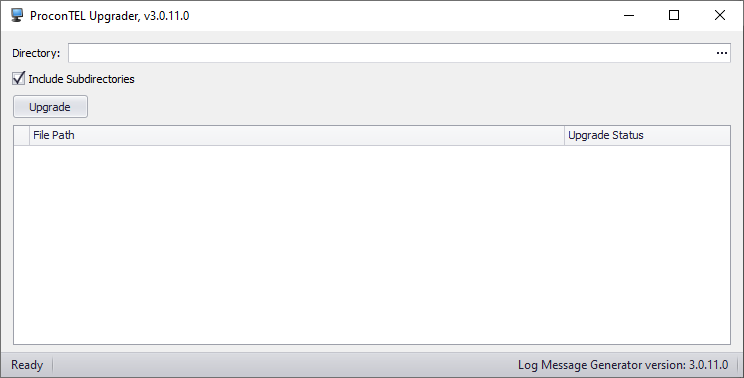 ProconTEL Upgrader, v3.0.11.0
Directory:
Include Subdirectories
Upgrade
File Path Upgrade Status
Ready Log Message Generator version: 3.0.11.0